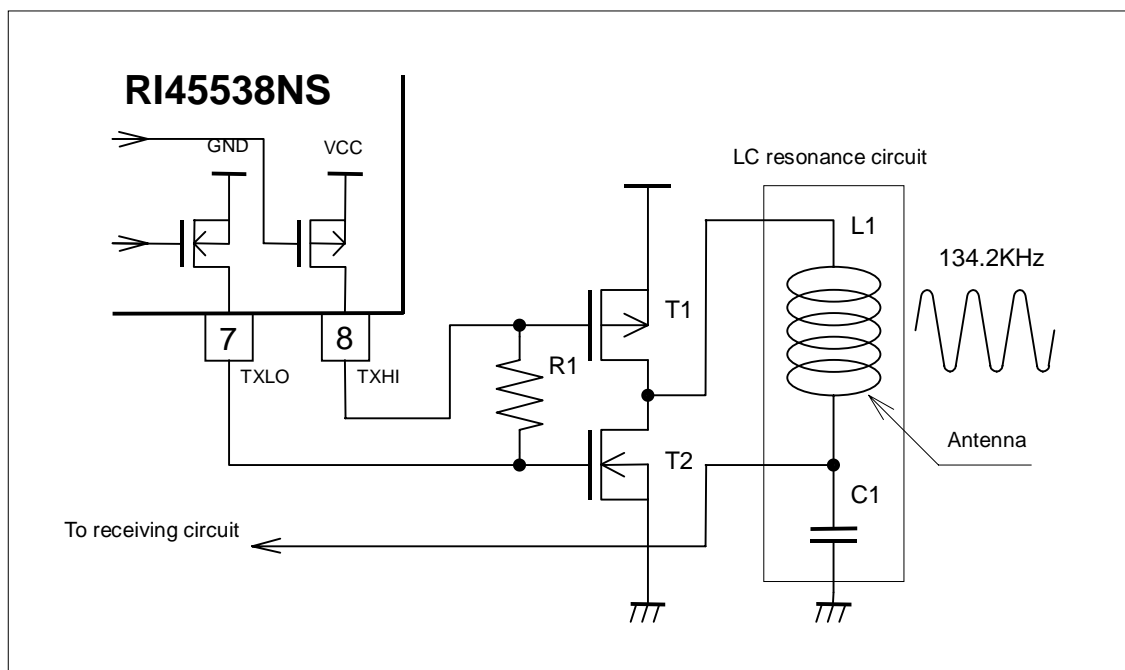 RI45538NS
GND
VCC
LC resonance circuit
L1
134.2KHz
T1
7
8
TXLO
TXHI
R1
Antenna
T2
C1
To receiving circuit